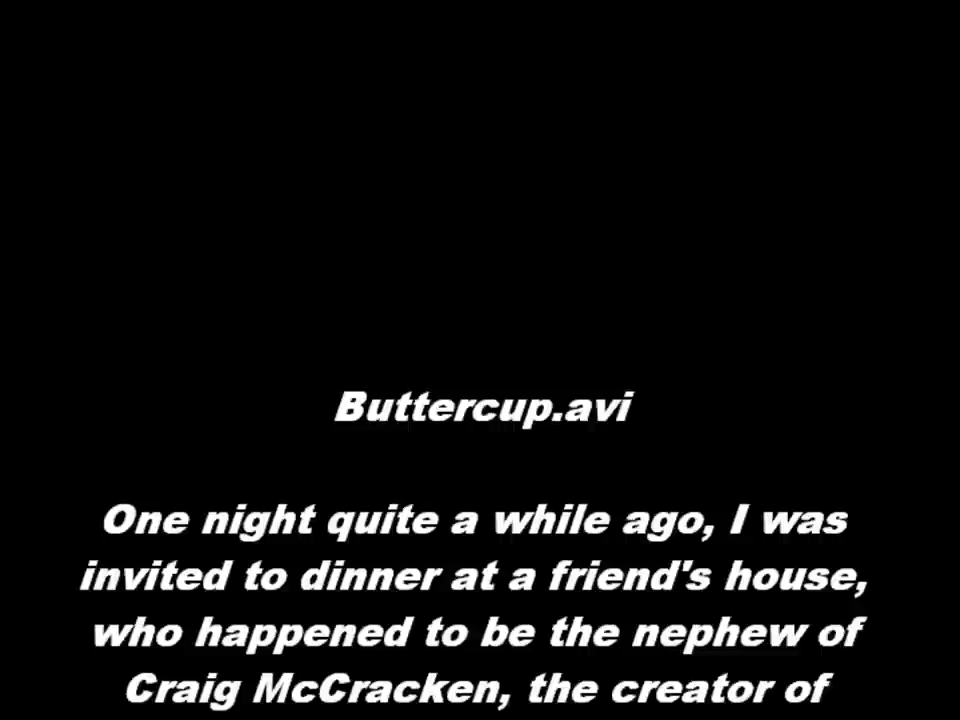 Buttercup.avi
One night quite a while ago, I was
invited to dinner at a friend's house,
who happened to be the nephew of
Craig McCracken, the creator of